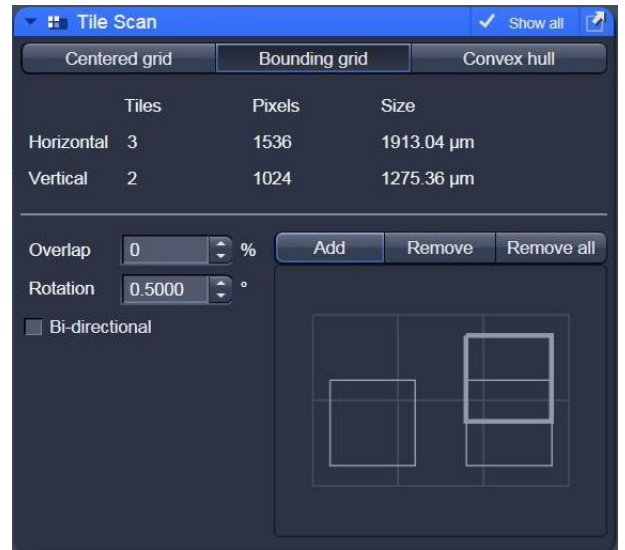 Tile Scan Show all
Centered grid Bounding grid Convex hull
Tiles Pixels Size
Horizontal 3 1536 1913.04 µm
Vertical 2 1024 1275.36 µm
Overlap 0 % Add Remove Remove all
Rotation 0.5000 °
Bi-directional